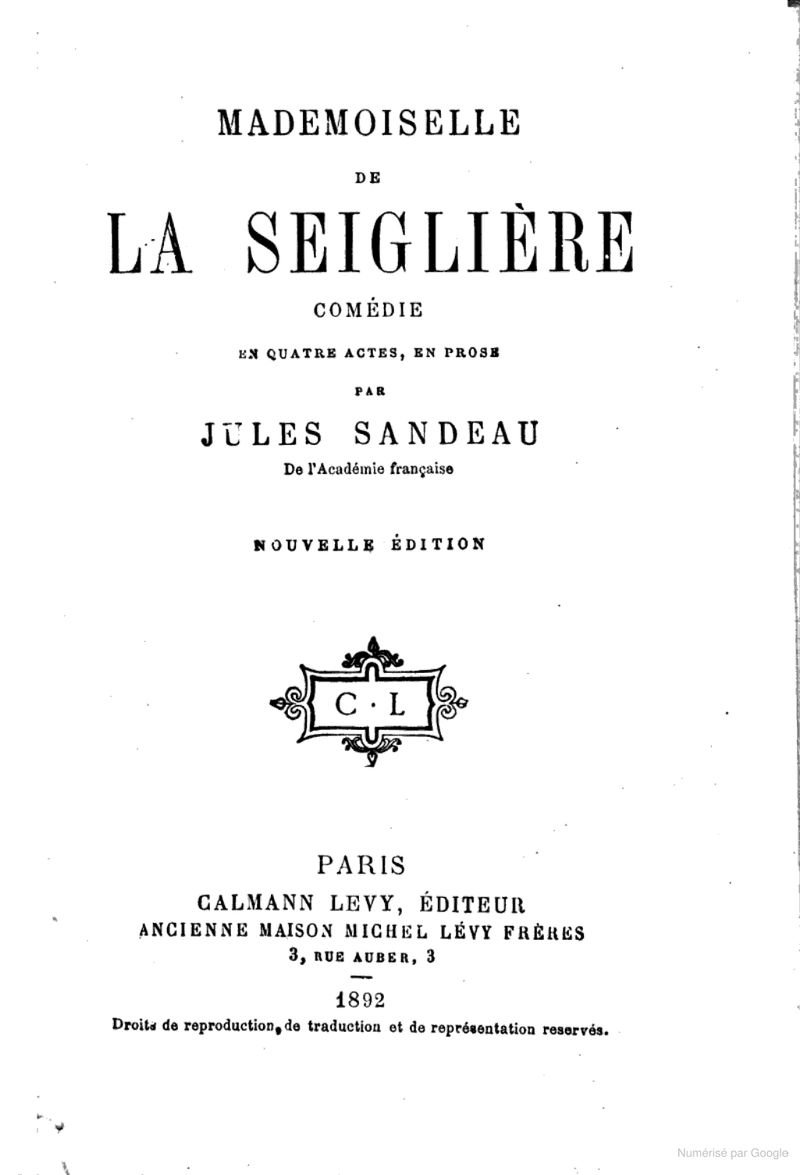 MADEMOISELLE
DE
LA SEIGLIÈRE
COMÉDIE
EN QUATRE ACTES, EN PROSE
PAR
JULES SANDEAU
De l'Académie française
NOUVELLE ÉDITION
C · L
PARIS
CALMANN LEVY, ÉDITEUR
ANCIENNE MAISON MICHEL LÉVY FRÈRES
3, RUE AUBER, 3
1892
Droits de reproduction, de traduction et de représentation reservés.
Numérisé par Google